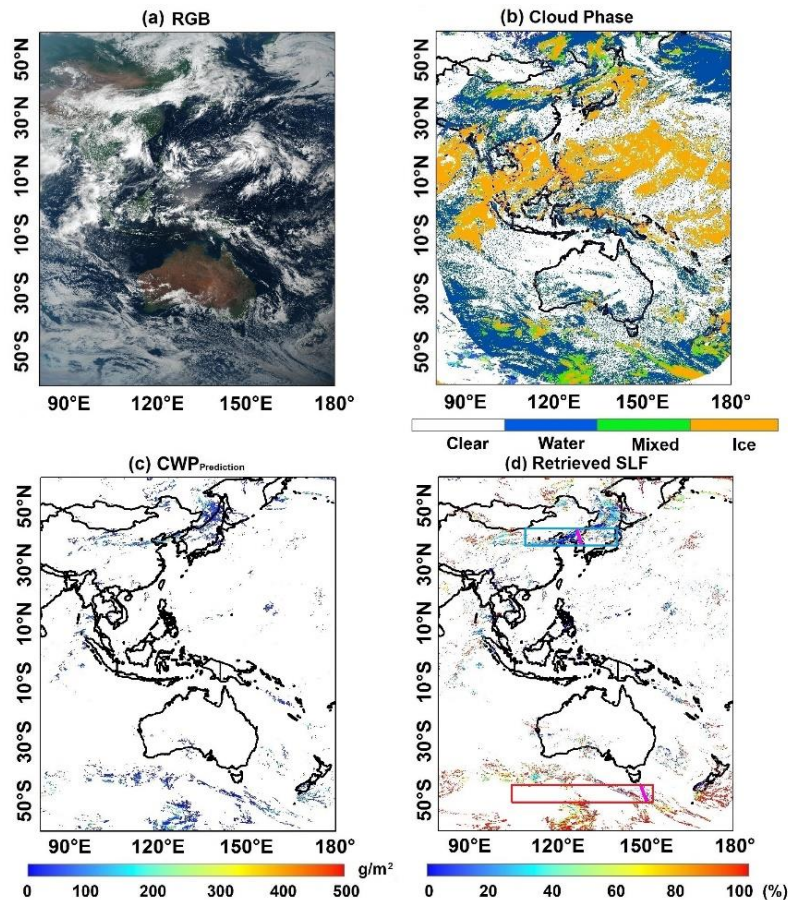 (a) RGB
50°N
30°N
10°N
10°S
30°S
50°S
90°E 120°E 150°E 180°
(b) Cloud Phase
50°N
30°N
10°N
10°S
30°S
50°S
90°E 120°E 150°E 180°
Clear Water Mixed Ice
(c) CWPPrediction
50°N
30°N
10°N
10°S
30°S
50°S
90°E 120°E 150°E 180°
0 100 200 300 400 500 g/m²
(d) Retrieved SLF
50°N
30°N
10°N
10°S
30°S
50°S
90°E 120°E 150°E 180°
0 20 40 60 80 100 (%)